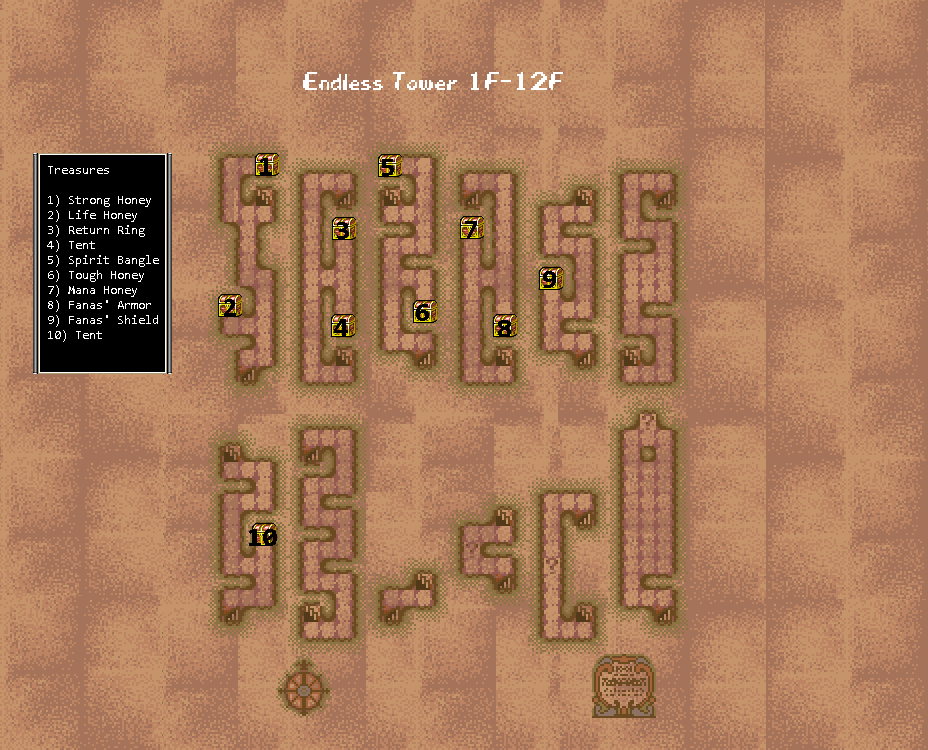 Endless Tower 1F-12F
Treasures
1) Strong Honey
2) Life Honey
3) Return Ring
4) Tent
5) Spirit Bangle
6) Tough Honey
7) Mana Honey
8) Fanas' Armor
9) Fanas' Shield
10) Tent
1
5
3
7
9
2
6
4
8
10
?
?
?